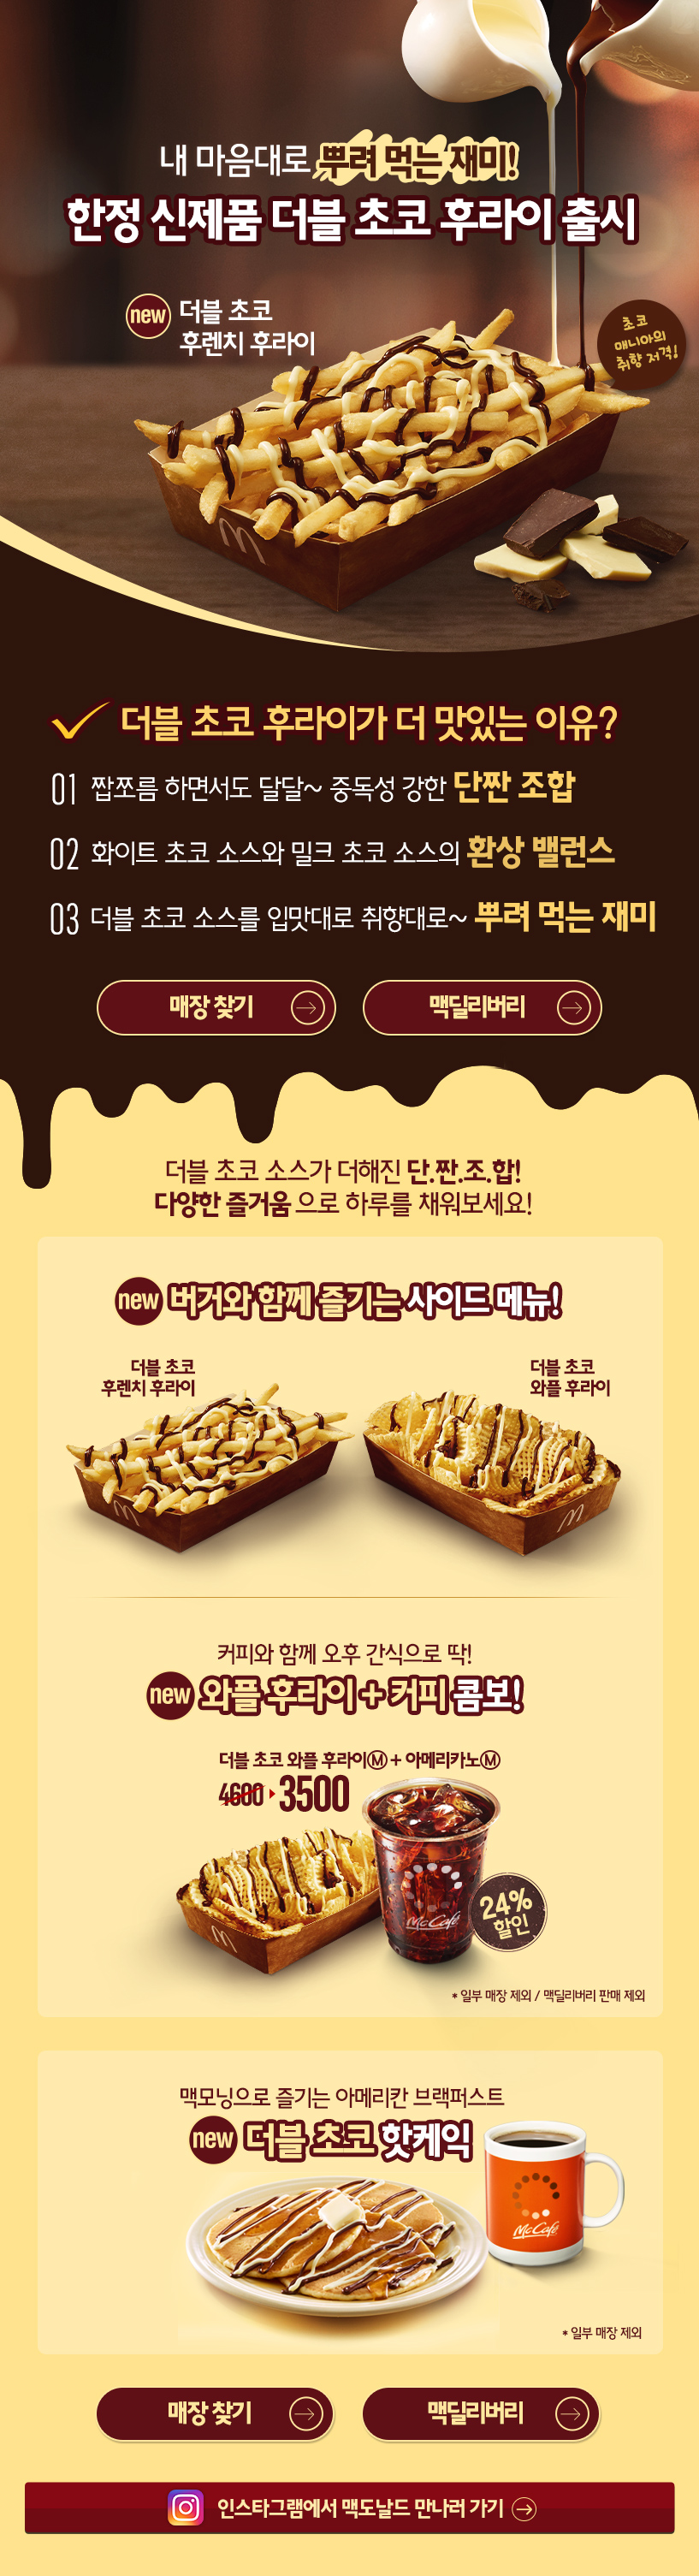 내 마음대로 뿌려 먹는 재미!
한정 신제품 더블 초코 후라이 출시
new 더블 초코
후렌치 후라이
초코
매니아의
취향 저격!
더블 초코 후라이가 더 맛있는 이유?
01 짭쪼름 하면서도 달달~ 중독성 강한 단짠 조합
02 화이트 초코 소스와 밀크 초코 소스의 환상 밸런스
03 더블 초코 소스를 입맛대로 취향대로~ 뿌려 먹는 재미
매장 찾기
맥딜리버리
더블 초코 소스가 더해진 단.짠.조.합!
다양한 즐거움 으로 하루를 채워보세요!
new 버거와 함께 즐기는 사이드 메뉴!
더블 초코
후렌치 후라이
더블 초코
와플 후라이
커피와 함께 오후 간식으로 딱!
new 와플 후라이 + 커피 콤보!
더블 초코 와플 후라이Ⓜ + 아메리카노Ⓜ
4600 3500
McCafé
24%
할인
* 일부 매장 제외 / 맥딜리버리 판매 제외
맥모닝으로 즐기는 아메리칸 브랙퍼스트
new 더블 초코 핫케익
McCafé
* 일부 매장 제외
매장 찾기
맥딜리버리
인스타그램에서 맥도날드 만나러 가기